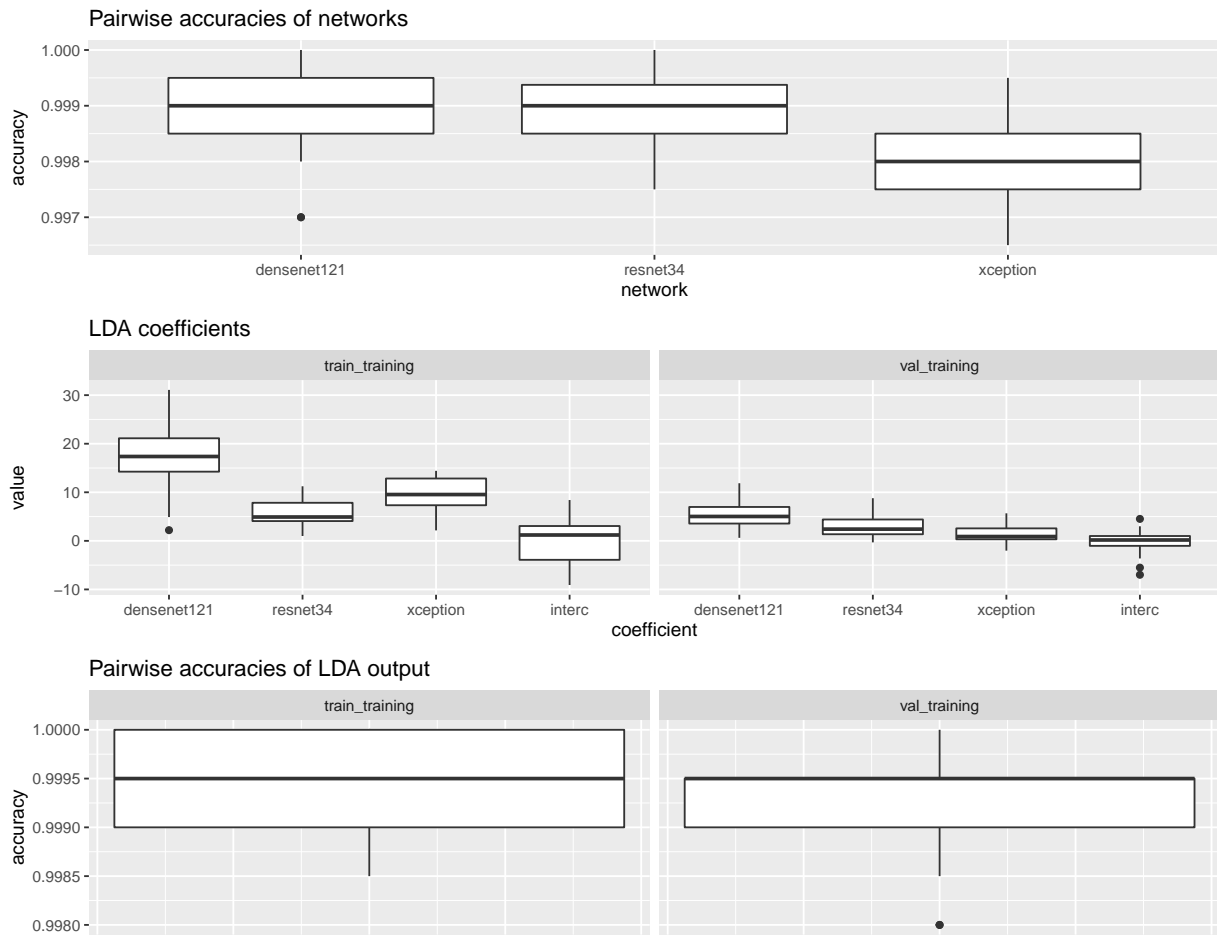 Pairwise accuracies of networks
accuracy
1.000
0.999
0.998
0.997
densenet121 resnet34 xception
network
LDA coefficients
train_training val_training
value
30
20
10
0
−10
densenet121 resnet34 xception interc densenet121 resnet34 xception interc
coefficient
Pairwise accuracies of LDA output
train_training val_training
accuracy
1.0000
0.9995
0.9990
0.9985
0.9980